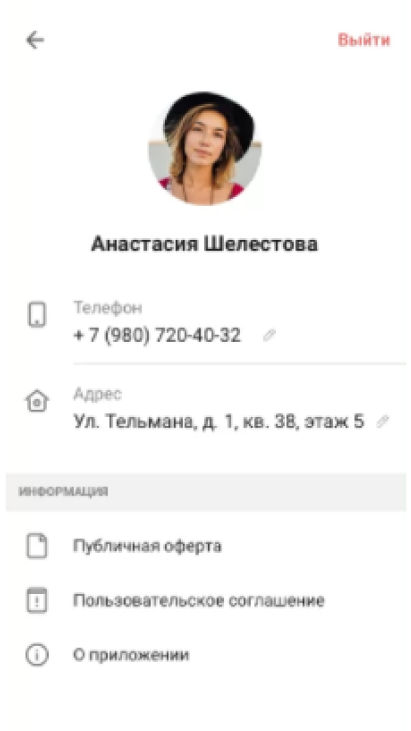 Выйти
Анастасия Шелестова
Телефон
+ 7 (980) 720-40-32
Адрес
Ул. Тельмана, д. 1, кв. 38, этаж 5
ИНФОРМАЦИЯ
Публичная оферта
Пользовательское соглашение
О приложении